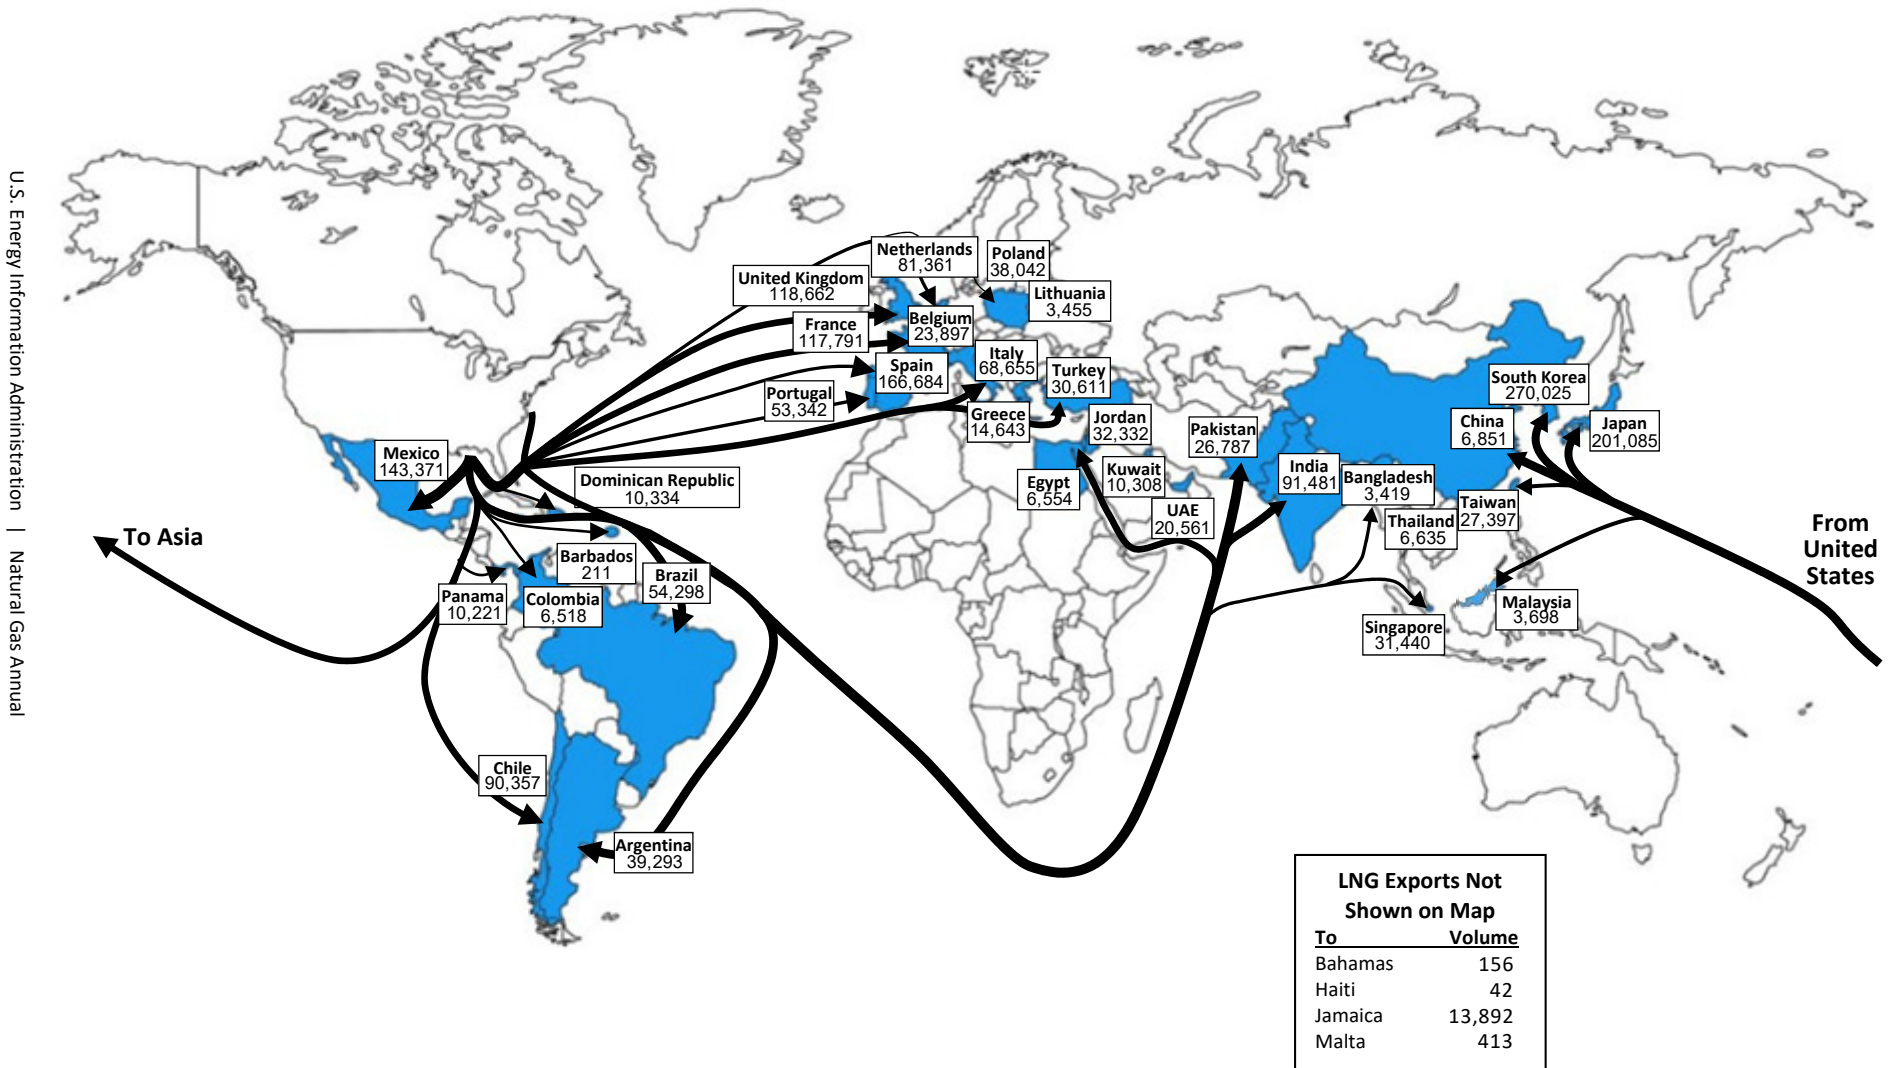 U.S. Energy Information Administration | Natural Gas Annual
Netherlands
81,361
Poland
38,042
United Kingdom
118,662
Lithuania
3,455
Belgium
23,897
France
117,791
Italy
68,655
Spain
166,684
Turkey
30,611
Portugal
53,342
Greece
14,643
Jordan
32,332
South Korea
270,025
China
6,851
Japan
201,085
Pakistan
26,787
Mexico
143,371
Dominican Republic
10,334
Egypt
6,554
Kuwait
10,308
India
91,481
Bangladesh
3,419
UAE
20,561
Taiwan
27,397
Thailand
6,635
To Asia
From
United
States
Barbados
211
Brazil
54,298
Panama
10,221
Colombia
6,518
Malaysia
3,698
Singapore
31,440
Chile
90,357
Argentina
39,293
LNG Exports Not
Shown on Map
To Volume
Bahamas 156
Haiti 42
Jamaica 13,892
Malta 413